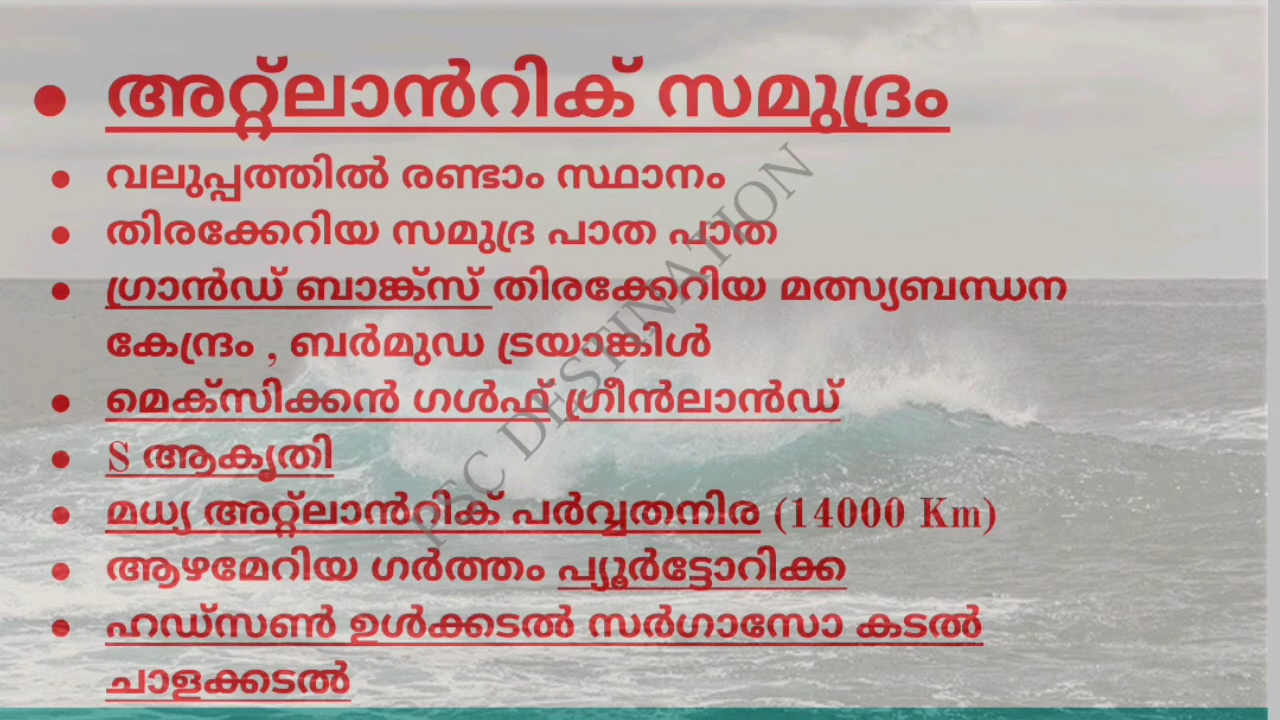 • അറ്റ്ലാൻറിക് സമുദ്രം
• വലുപ്പത്തിൽ രണ്ടാം സ്ഥാനം
• തിരക്കേറിയ സമുദ്ര പാത പാത
• ഗ്രാൻഡ് ബാങ്ക്സ് തിരക്കേറിയ മത്സ്യബന്ധന
കേന്ദ്രം , ബർമുഡ ട്രയാങ്കിൾ
• മെക്സിക്കൻ ഗൾഫ് ഗ്രീൻലാൻഡ്
• S ആകൃതി
• മധ്യ അറ്റ്ലാൻറിക് പർവ്വതനിര (14000 Km)
• ആഴമേറിയ ഗർത്തം പ്യൂർട്ടോറിക്ക
• ഹഡ്സൺ ഉൾക്കടൽ സർഗാസോ കടൽ
ചാളക്കടൽ
PSC DESTINATION